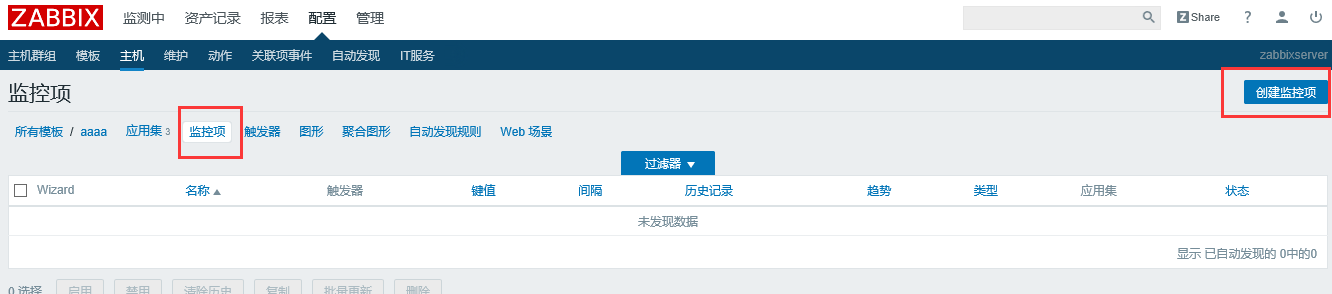 ZABBIX 监测中 资产记录 报表 配置 管理 Z Share ?
主机群组 模板 主机 维护 动作 关联项事件 自动发现 IT服务 zabbixserver
监控项 创建监控项
所有模板 / aaaa 应用集 3 监控项 触发器 图形 聚合图形 自动发现规则 Web 场景
过滤器
Wizard 名称 触发器 键值 间隔 历史记录 趋势 类型 应用集 状态
未发现数据
显示 已自动发现的 0中的0
0 选择 启用 禁用 清除历史 复制 批量更新 删除